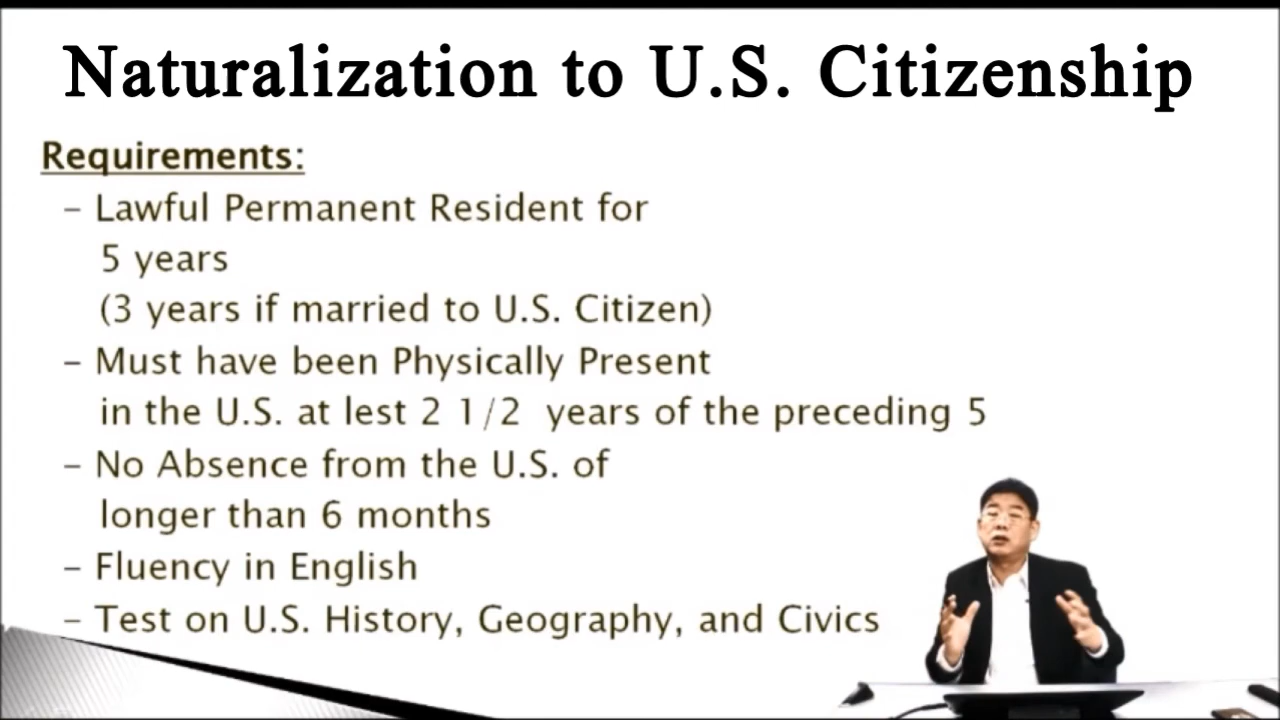 Naturalization to U.S. Citizenship
Requirements:
– Lawful Permanent Resident for
5 years
(3 years if married to U.S. Citizen)
– Must have been Physically Present
in the U.S. at lest 2 1/2 years of the preceding 5
– No Absence from the U.S. of
longer than 6 months
– Fluency in English
– Test on U.S. History, Geography, and Civics